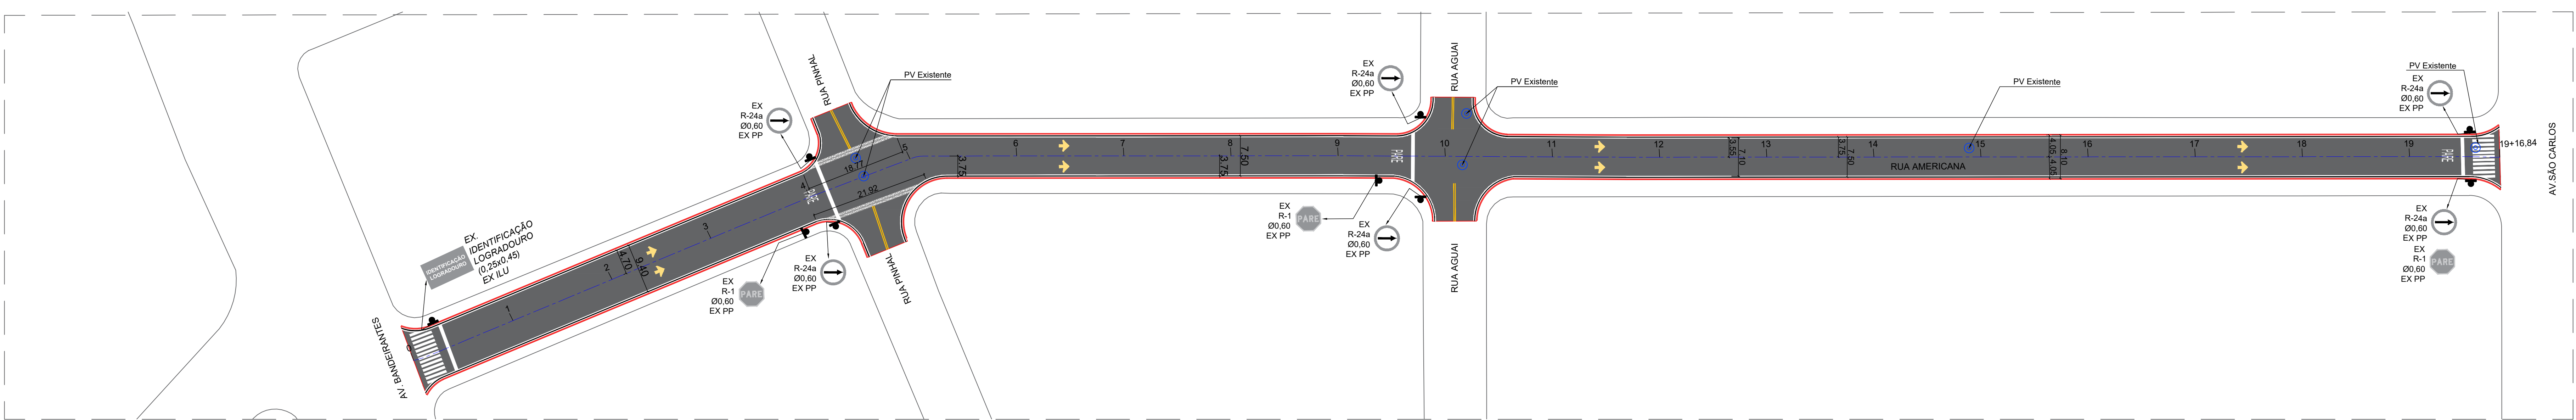 AV. BANDEIRANTES
IDENTIFICAÇÃO
LOGRADOURO
EX.
IDENTIFICAÇÃO
LOGRADOURO
(0,25x0.45)
EX ILU
0
1
2
4.70
9.40
3
EX
R-1
Ø0,60
EX PP
PARE
EX
R-24a
Ø0,60
EX PP
EX
R-24a
Ø0,60
EX PP
RUA PINHAL
PARE
4
18.77
5
21.92
RUA PINHAL
PV Existente
3.75
6
7
3.75
8
7.50
9
EX
R-24a
Ø0,60
EX PP
PARE
EX
R-1
Ø0,60
EX PP
PARE
EX
R-24a
Ø0,60
EX PP
RUA AGUAI
10
RUA AGUAI
PV Existente
11
12
3.55
7.10
13
3.75
7.50
14
RUA AMERICANA
PV Existente
15
4.05
4.05
8.10
16
17
18
19
PV Existente
EX
R-24a
Ø0,60
EX PP
PARE
19+16,84
EX
R-24a
Ø0,60
EX PP
EX
R-1
Ø0,60
EX PP
PARE
AV.SÃO CARLOS